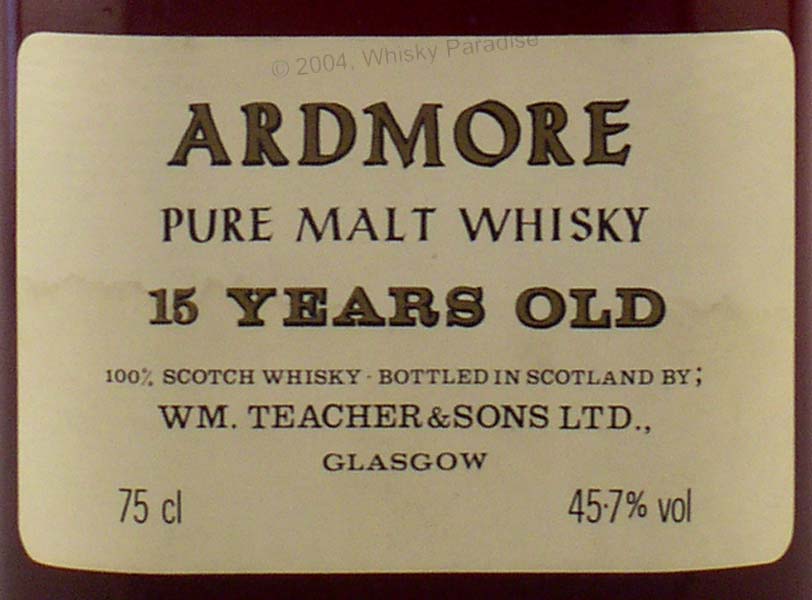 © 2004, Whisky Paradise
ARDMORE
PURE MALT WHISKY
15 YEARS OLD
100% SCOTCH WHISKY · BOTTLED IN SCOTLAND BY;
WM. TEACHER & SONS LTD.,
GLASGOW
75 cl 45·7% vol